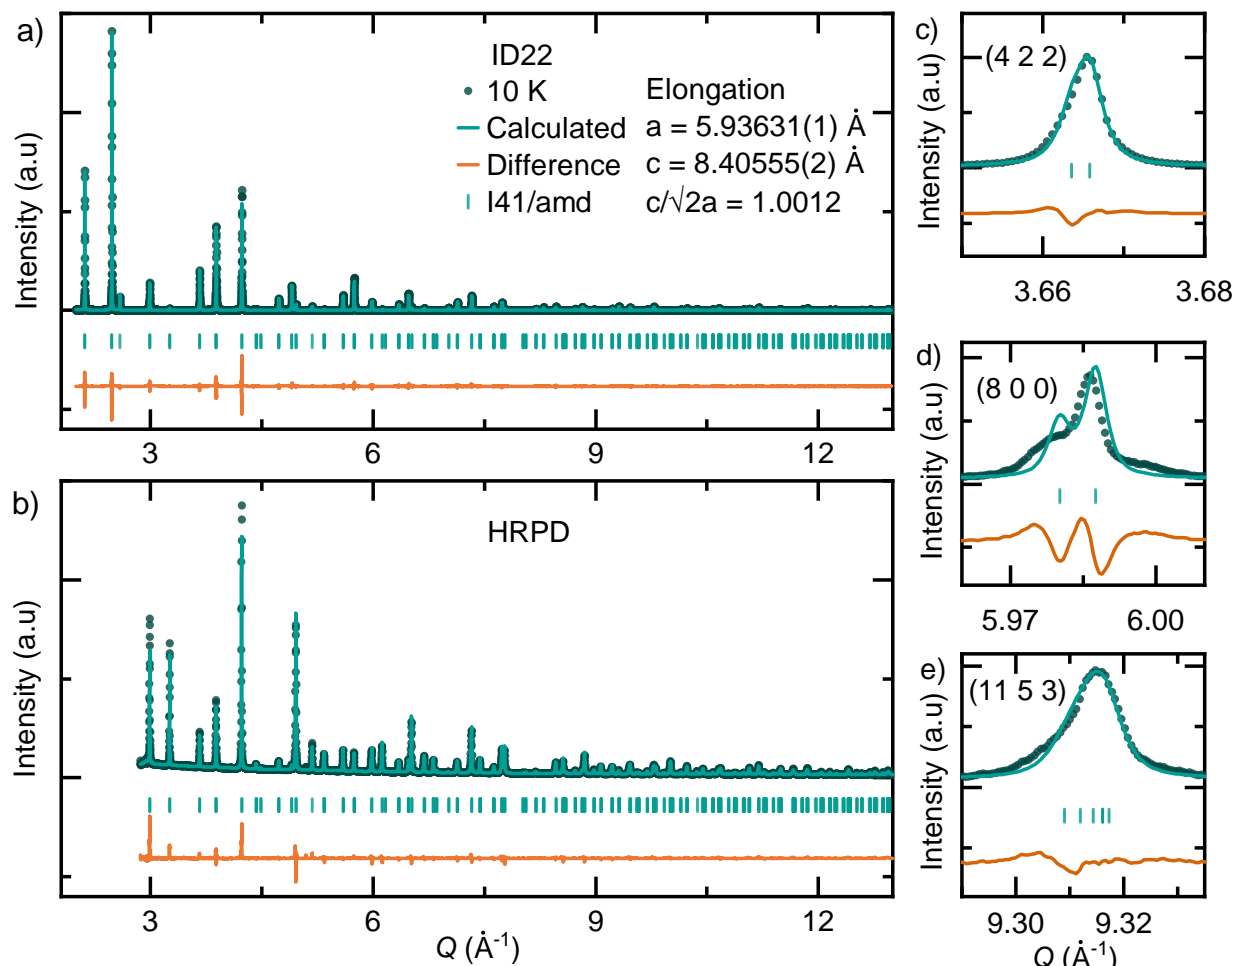 a)
ID22
10 K
Calculated
Difference
I41/amd
Elongation
a = 5.93631(1) Å
c = 8.40555(2) Å
c/√2a = 1.0012
Intensity (a.u)
3 6 9 12
b)
HRPD
Intensity (a.u)
3 6 9 12
Q (Å⁻¹)
c)
(4 2 2)
Intensity (a.u)
3.66 3.68
d)
(8 0 0)
Intensity (a.u)
5.97 6.00
e)
(11 5 3)
Intensity (a.u)
9.30 9.32
Q (Å⁻¹)